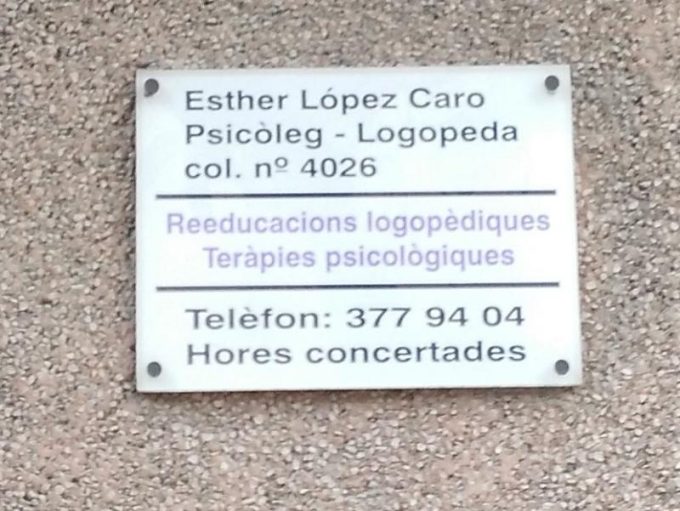 Esther López Caro
Psicòleg - Logopeda
col. nº 4026
Reeducacions logopèdiques
Teràpies psicològiques
Telèfon: 377 94 04
Hores concertades